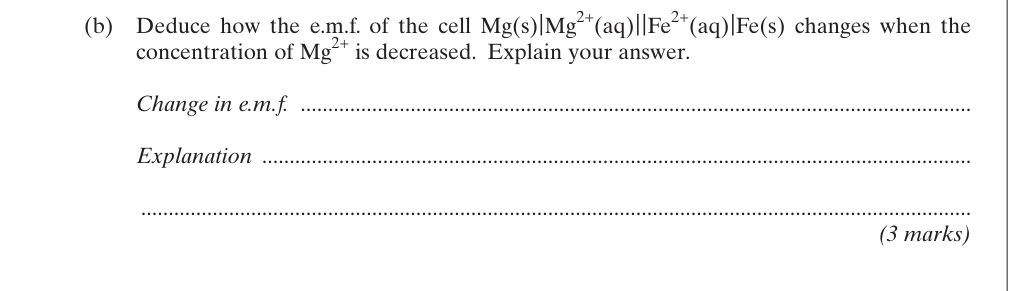 (b) Deduce how the e.m.f. of the cell Mg(s)|Mg²⁺(aq)||Fe²⁺(aq)|Fe(s) changes when the
concentration of Mg²⁺ is decreased. Explain your answer.
Change in e.m.f. ........................................................................................................................
Explanation ................................................................................................................................
......................................................................................................................................................
(3 marks)